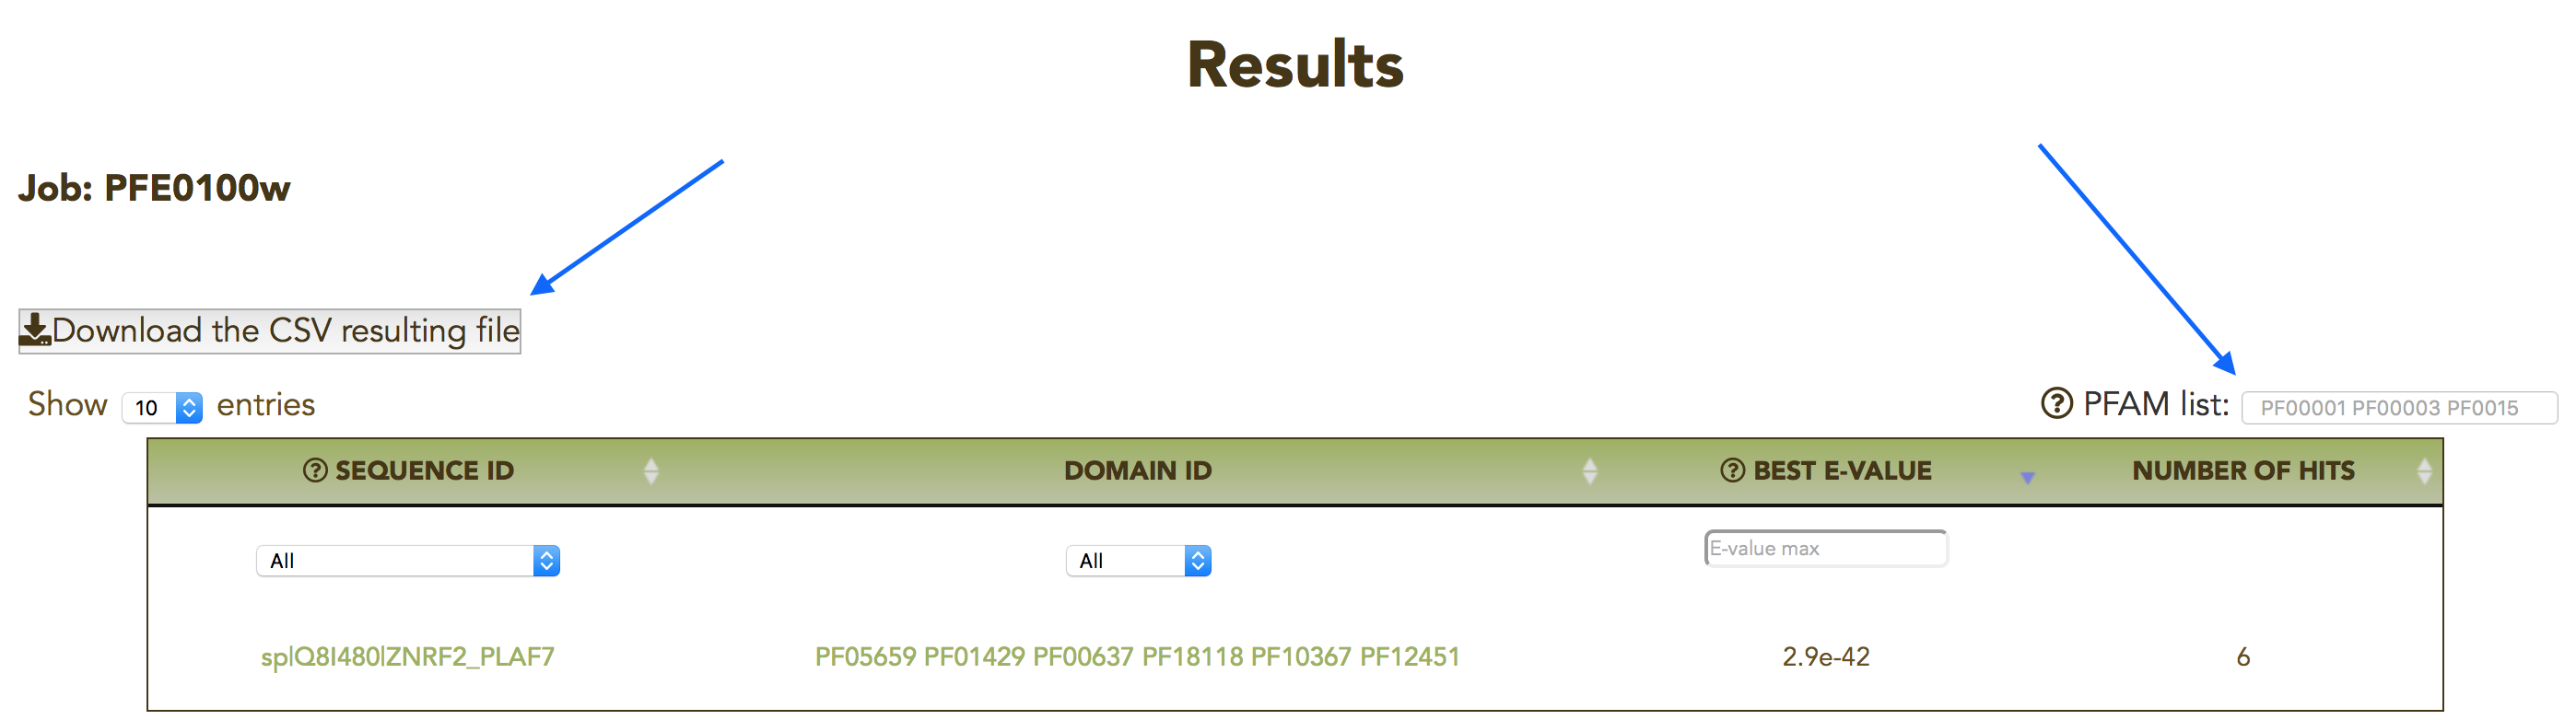 Results
Job: PFE0100w
Download the CSV resulting file
Show 10 entries
? PFAM list: PF00001 PF00003 PF0015
? SEQUENCE ID DOMAIN ID ? BEST E-VALUE NUMBER OF HITS
All All E-value max
sp|Q8I480|ZNRF2_PLAF7 PF05659 PF01429 PF00637 PF18118 PF10367 PF12451 2.9e-42 6